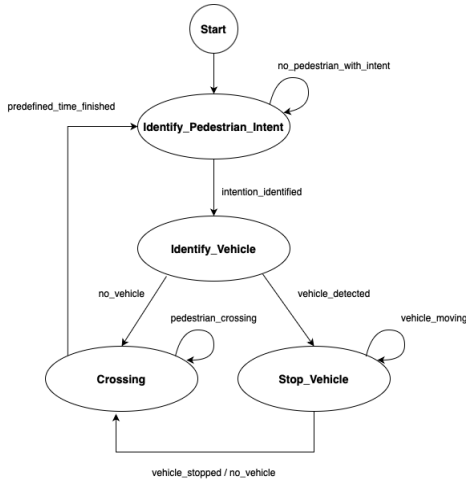 Start
no_pedestrian_with_intent
predefined_time_finished
Identify_Pedestrian_Intent
intention_identified
Identify_Vehicle
no_vehicle
vehicle_detected
pedestrian_crossing
vehicle_moving
Crossing
Stop_Vehicle
vehicle_stopped / no_vehicle